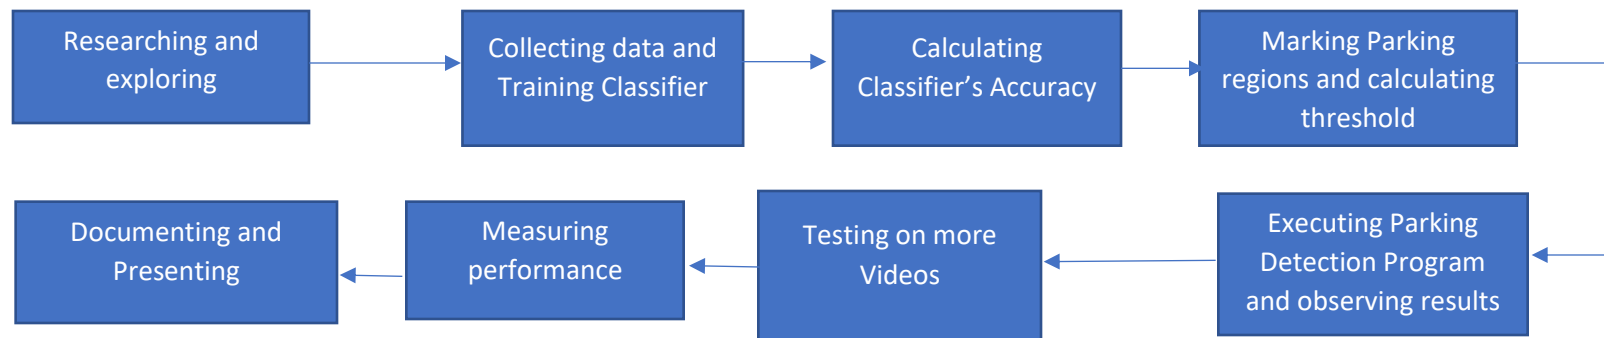 Researching and
exploring
Collecting data and
Training Classifier
Calculating
Classifier’s Accuracy
Marking Parking
regions and calculating
threshold
Executing Parking
Detection Program
and observing results
Testing on more
Videos
Measuring
performance
Documenting and
Presenting